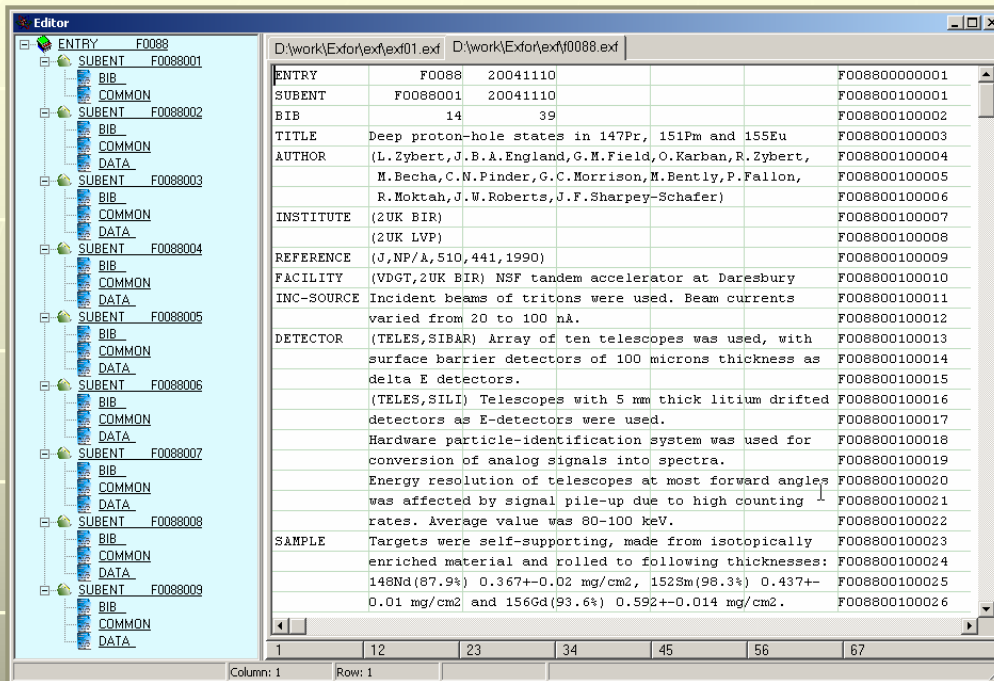 Editor
ENTRY F0088
SUBENT F0088001
BIB
COMMON
SUBENT F0088002
BIB
COMMON
DATA
SUBENT F0088003
BIB
COMMON
DATA
SUBENT F0088004
BIB
COMMON
DATA
SUBENT F0088005
BIB
COMMON
DATA
SUBENT F0088006
BIB
COMMON
DATA
SUBENT F0088007
BIB
COMMON
DATA
SUBENT F0088008
BIB
COMMON
DATA
SUBENT F0088009
BIB
COMMON
DATA
D:\work\Exfor\exf\exf01.exf D:\work\Exfor\exf\f0088.exf
ENTRY F0088 20041110 F008800000001
SUBENT F0088001 20041110 F008800100001
BIB 14 39 F008800100002
TITLE Deep proton-hole states in 147Pr, 151Pm and 155Eu F008800100003
AUTHOR (L.Zybert,J.B.A.England,G.M.Field,O.Karban,R.Zybert, F008800100004
M.Becha,C.N.Pinder,G.C.Morrison,M.Bently,P.Fallon, F008800100005
R.Moktah,J.W.Roberts,J.F.Sharpey-Schafer) F008800100006
INSTITUTE (2UK BIR) F008800100007
(2UK LVP) F008800100008
REFERENCE (J,NP/A,510,441,1990) F008800100009
FACILITY (VDGT,2UK BIR) NSF tandem accelerator at Daresbury F008800100010
INC-SOURCE Incident beams of tritons were used. Beam currents F008800100011
varied from 20 to 100 nA. F008800100012
DETECTOR (TELES,SIBAR) Array of ten telescopes was used, with F008800100013
surface barrier detectors of 100 microns thickness as F008800100014
delta E detectors. F008800100015
(TELES,SILI) Telescopes with 5 mm thick litium drifted F008800100016
detectors as E-detectors were used. F008800100017
Hardware particle-identification system was used for F008800100018
conversion of analog signals into spectra. F008800100019
Energy resolution of telescopes at most forward angles F008800100020
was affected by signal pile-up due to high counting F008800100021
rates. Average value was 80-100 keV. F008800100022
SAMPLE Targets were self-supporting, made from isotopically F008800100023
enriched material and rolled to following thicknesses: F008800100024
148Nd(87.9%) 0.367+-0.02 mg/cm2, 152Sm(98.3%) 0.437+- F008800100025
0.01 mg/cm2 and 156Gd(93.6%) 0.592+-0.014 mg/cm2. F008800100026
1 12 23 34 45 56 67
Column: 1 Row: 1